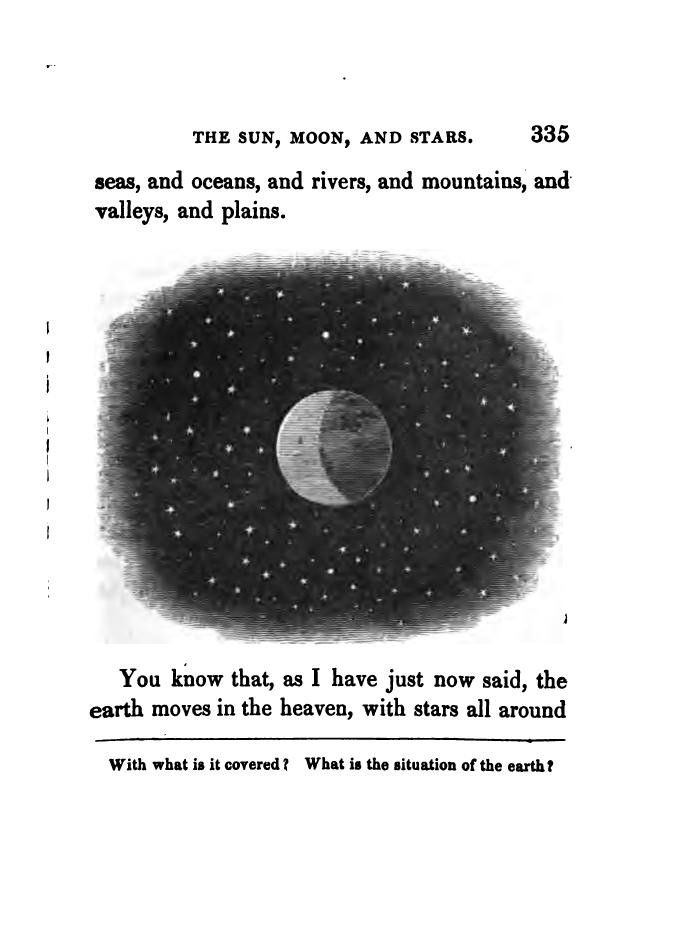 THE SUN, MOON, AND STARS. 335
seas, and oceans, and rivers, and mountains, and
valleys, and plains.
You know that, as I have just now said, the
earth moves in the heaven, with stars all around
With what is it covered? What is the situation of the earth?